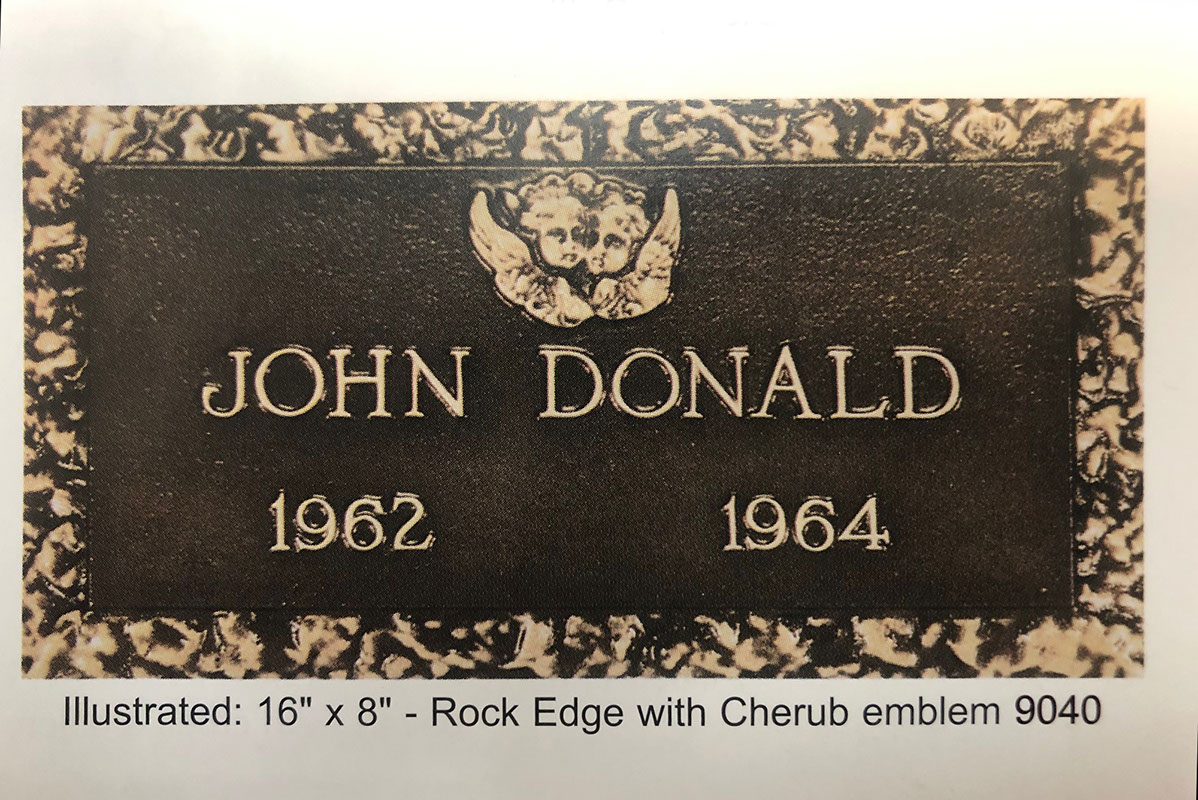 JOHN DONALD
1962 1964
Illustrated: 16" x 8" - Rock Edge with Cherub emblem 9040